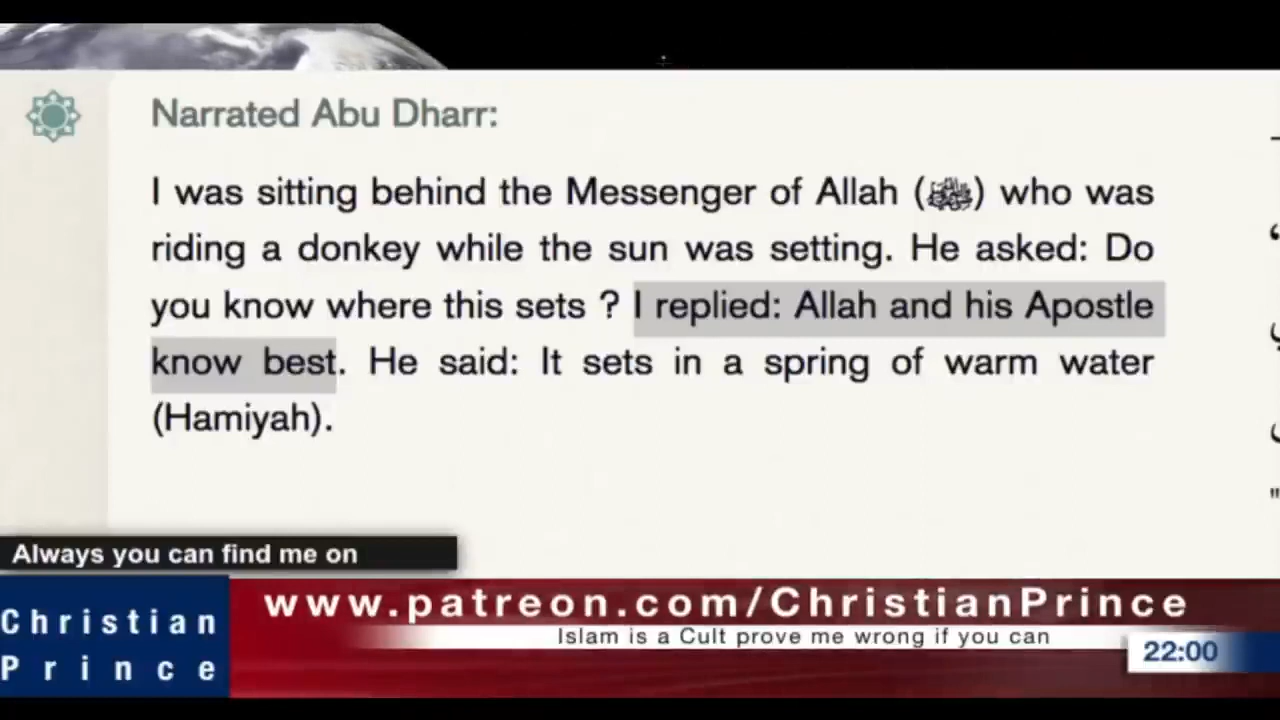 Narrated Abu Dharr:
I was sitting behind the Messenger of Allah (ﷺ) who was
riding a donkey while the sun was setting. He asked: Do
you know where this sets ? I replied: Allah and his Apostle
know best. He said: It sets in a spring of warm water
(Hamiyah).
Always you can find me on
Christian
Prince
www.patreon.com/ChristianPrince
Islam is a Cult prove me wrong if you can
22:00